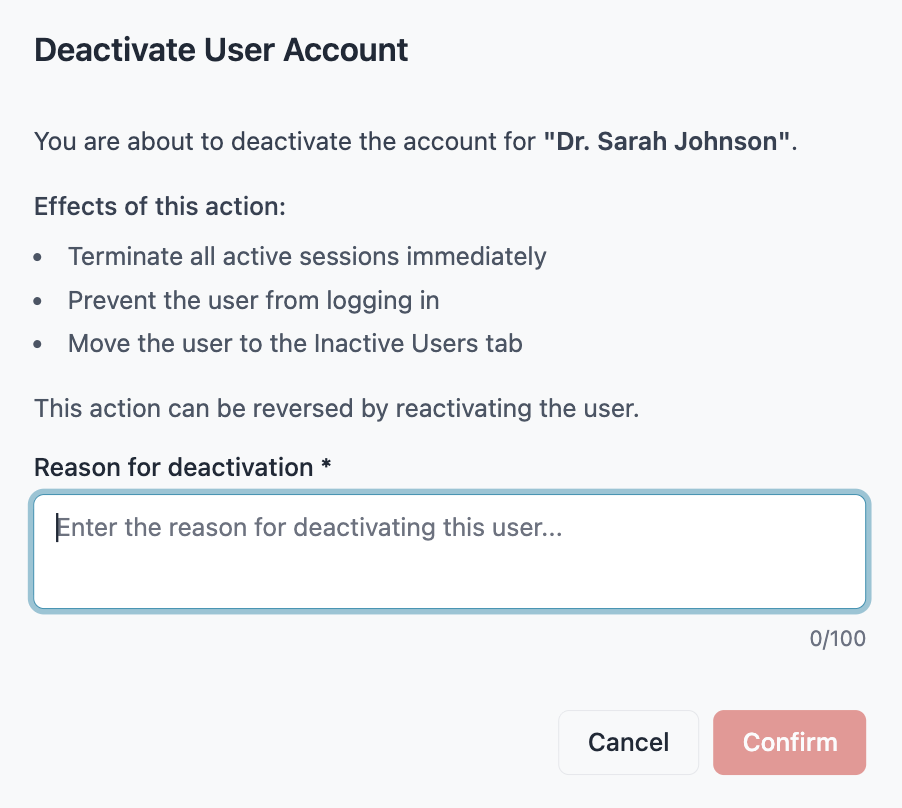 Deactivate User Account
You are about to deactivate the account for "Dr. Sarah Johnson".
Effects of this action:
• Terminate all active sessions immediately
• Prevent the user from logging in
• Move the user to the Inactive Users tab
This action can be reversed by reactivating the user.
Reason for deactivation *
Enter the reason for deactivating this user...
0/100
Cancel Confirm